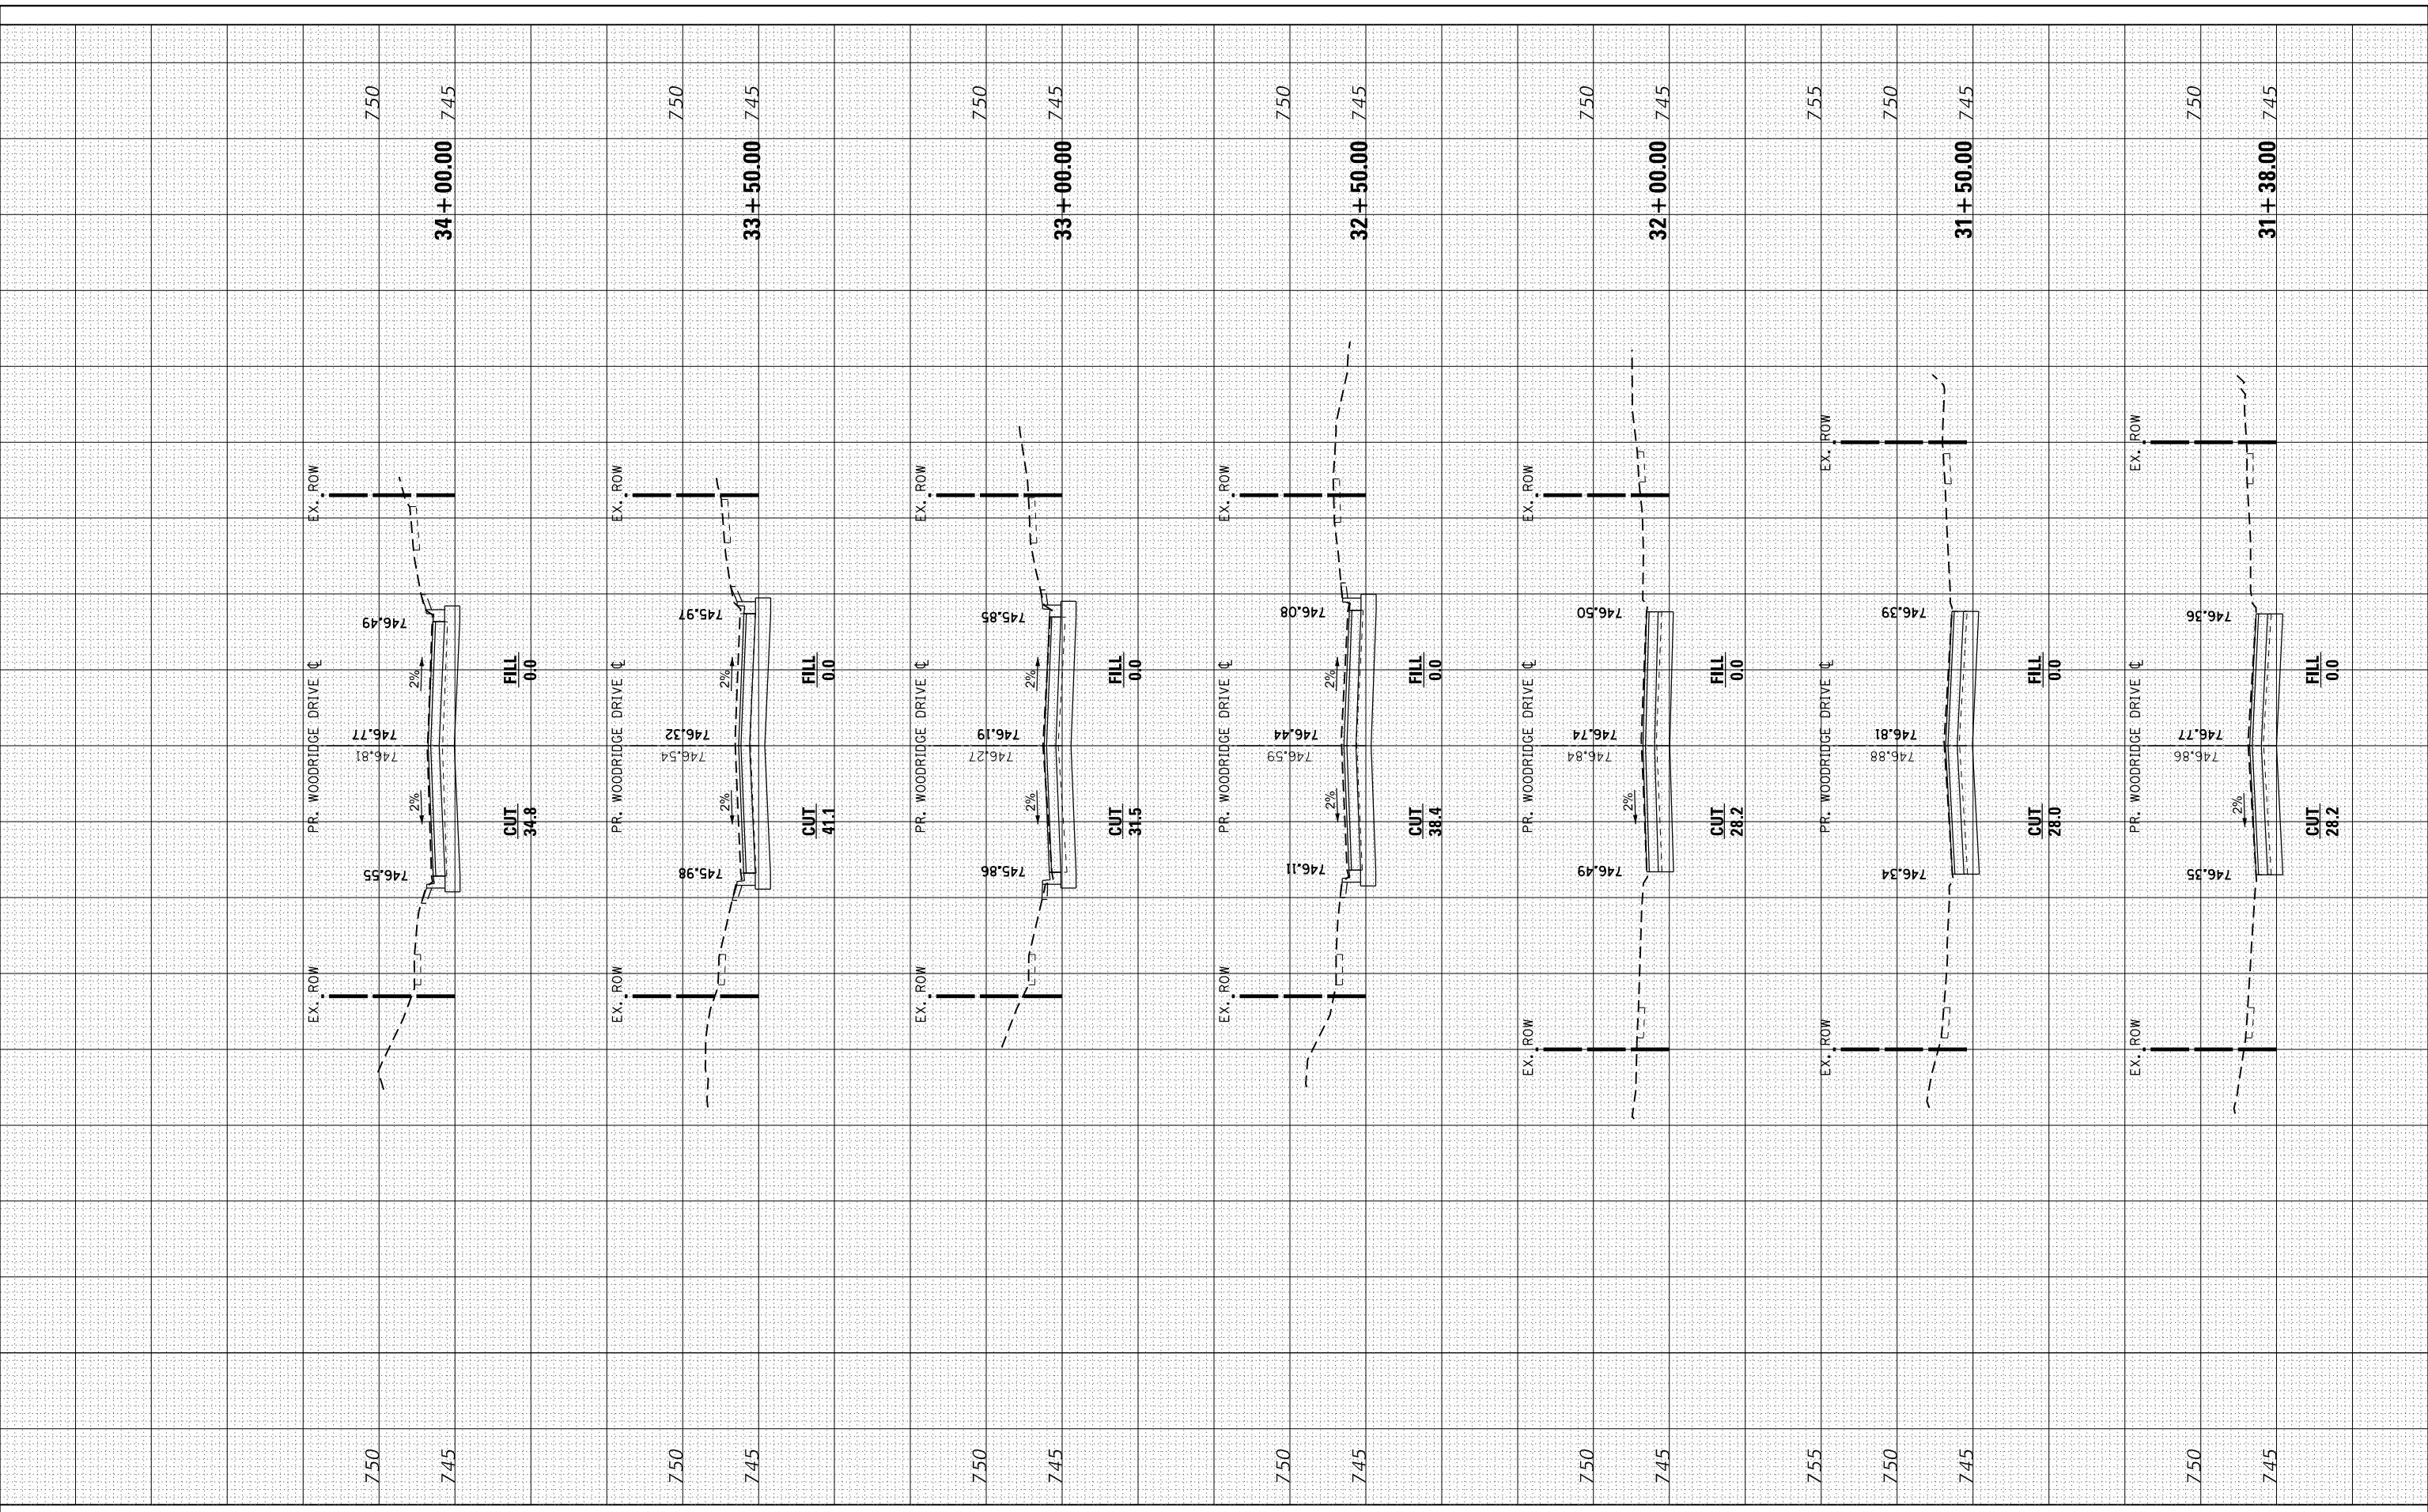 EX. ROW
PR. WOODRIDGE DRIVE ℄
EX. ROW
750
750
746.55
746.81
746.77
746.49
2%
2%
745
34+00.00
745
CUT
34.8
FILL
0.0
EX. ROW
PR. WOODRIDGE DRIVE ℄
EX. ROW
750
750
745.98
746.54
746.32
745.97
2%
2%
745
33+50.00
745
CUT
41.1
FILL
0.0
EX. ROW
PR. WOODRIDGE DRIVE ℄
EX. ROW
750
750
745.86
746.27
746.19
745.85
2%
2%
745
33+00.00
745
CUT
31.5
FILL
0.0
EX. ROW
PR. WOODRIDGE DRIVE ℄
EX. ROW
750
750
746.11
746.59
746.44
746.08
2%
2%
745
32+50.00
745
CUT
38.4
FILL
0.0
EX. ROW
PR. WOODRIDGE DRIVE ℄
EX. ROW
750
750
746.49
746.84
746.74
746.50
2%
745
32+00.00
745
CUT
28.2
FILL
0.0
755
755
EX. ROW
PR. WOODRIDGE DRIVE ℄
EX. ROW
750
750
746.34
746.88
746.81
746.39
745
31+50.00
745
CUT
28.0
FILL
0.0
EX. ROW
PR. WOODRIDGE DRIVE ℄
EX. ROW
750
750
746.35
746.86
746.77
746.36
2%
745
31+38.00
745
CUT
28.2
FILL
0.0